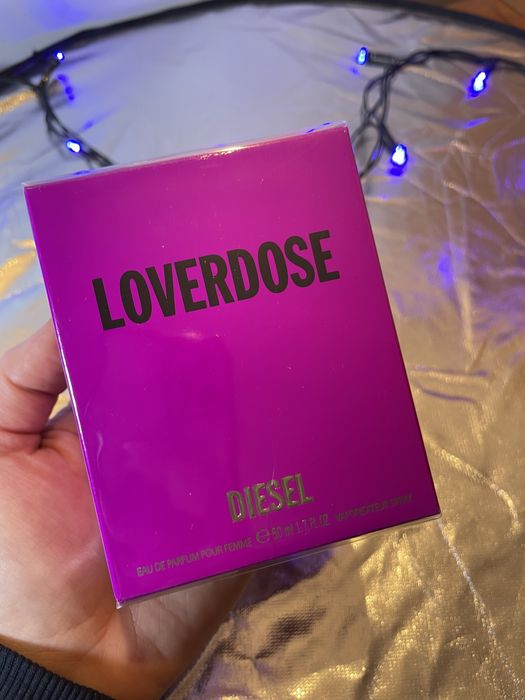 LOVERDOSE
DIESEL
EAU DE PARFUM POUR FEMME ℮ 50 ml 1.7 FL.OZ. VAPORISATEUR SPRAY